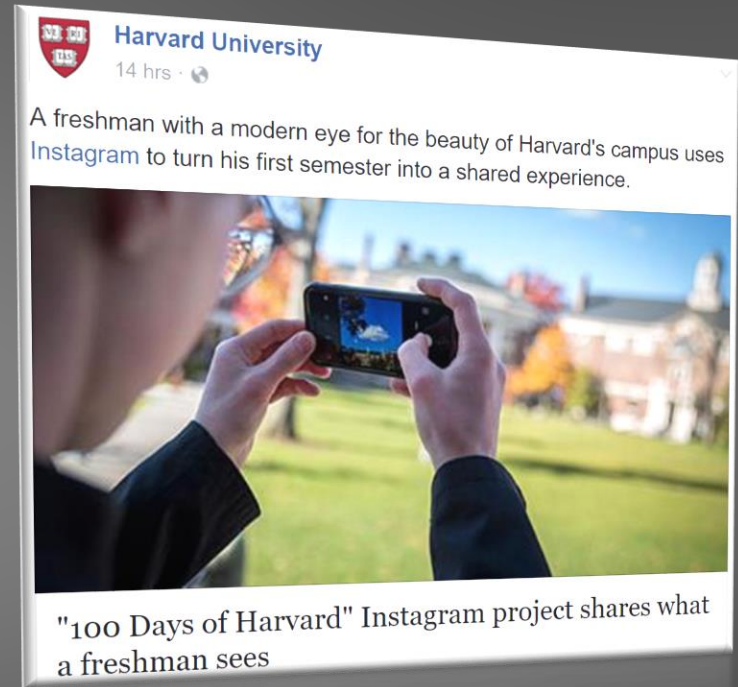 Harvard University
14 hrs ·
A freshman with a modern eye for the beauty of Harvard's campus uses
Instagram to turn his first semester into a shared experience.
"100 Days of Harvard" Instagram project shares what
a freshman sees